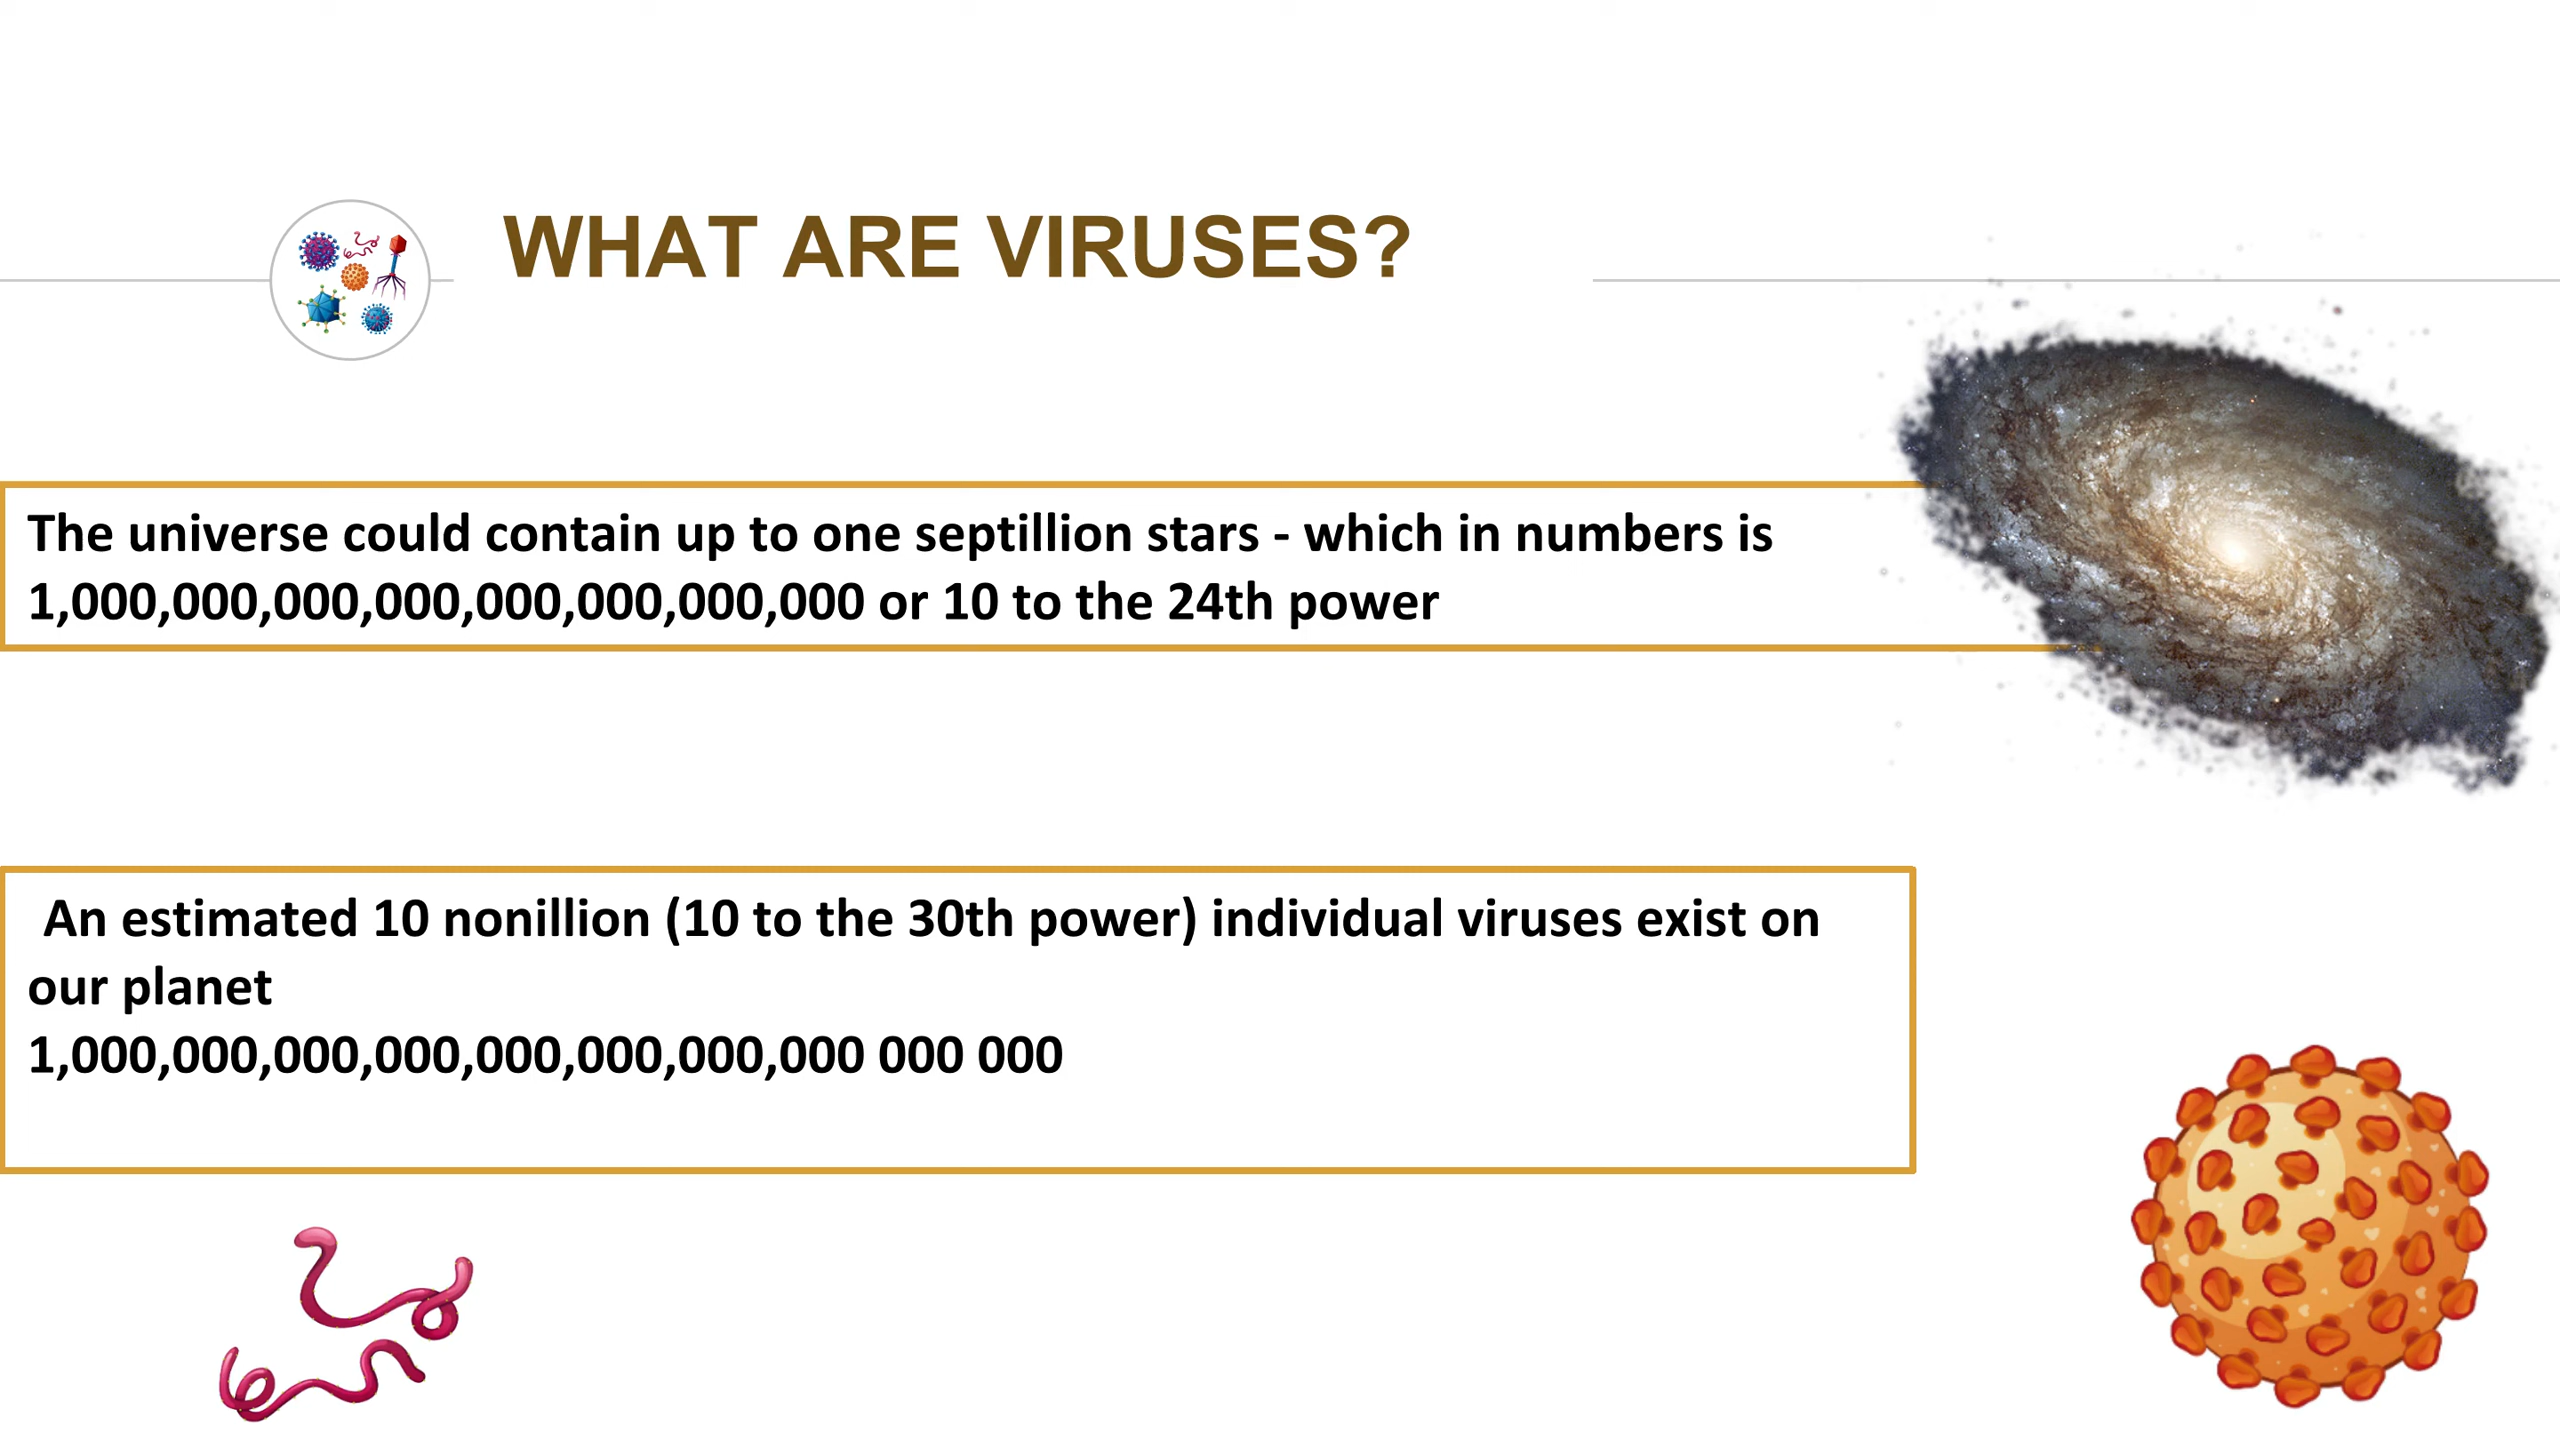 WHAT ARE VIRUSES?
The universe could contain up to one septillion stars - which in numbers is
1,000,000,000,000,000,000,000,000 or 10 to the 24th power
An estimated 10 nonillion (10 to the 30th power) individual viruses exist on
our planet
1,000,000,000,000,000,000,000,000 000 000